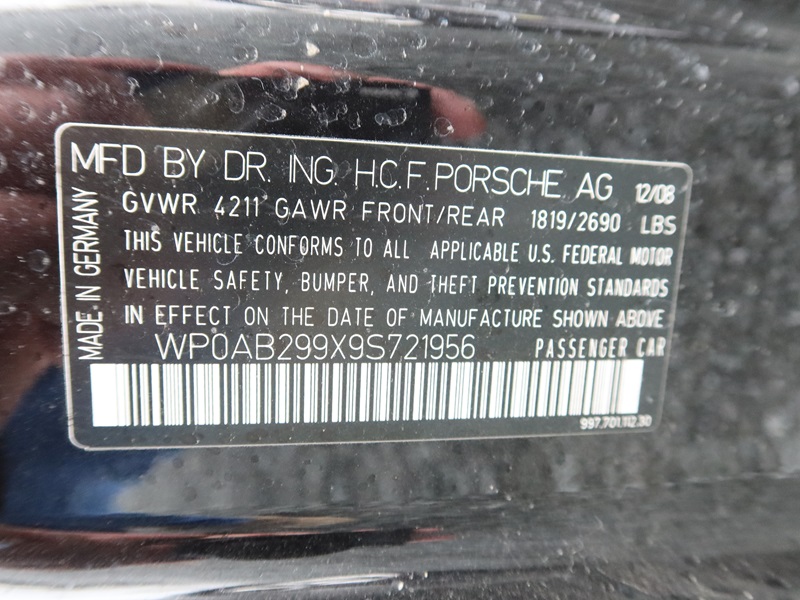 MFD BY DR. ING. H.C.F. PORSCHE AG 12/08
GVWR 4211 GAWR FRONT/REAR 1819/2690 LBS
THIS VEHICLE CONFORMS TO ALL APPLICABLE U.S. FEDERAL MOTOR
VEHICLE SAFETY, BUMPER, AND THEFT PREVENTION STANDARDS
IN EFFECT ON THE DATE OF MANUFACTURE SHOWN ABOVE
WP0AB299X9S721956 PASSENGER CAR
997.701.112.30
MADE IN GERMANY